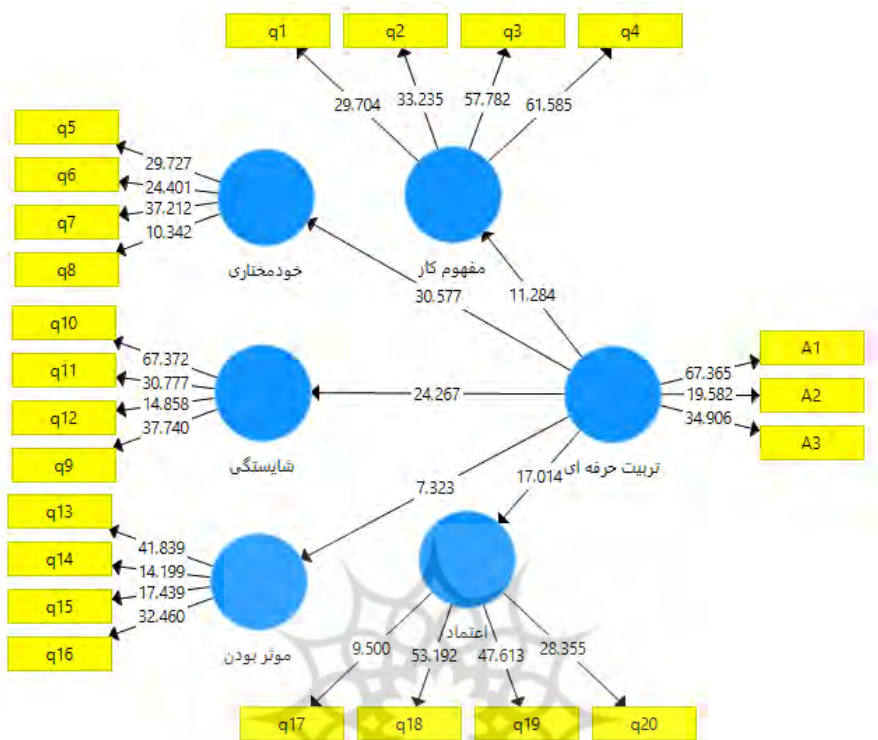 q1
q2
q3
q4
29.704
33.235
57.782
61.585
q5
q6
q7
q8
29.727
24.401
37.212
10.342
خودمختاری
مفهوم کار
30.577
11.284
q10
q11
q12
q9
67.372
30.777
14.858
37.740
شایستگی
24.267
A1
A2
A3
67.365
19.582
34.906
تربیت حرفه ای
7.323
17.014
q13
q14
q15
q16
41.839
14.199
17.439
32.460
موثر بودن
اعتماد
9.500
53.192
47.613
28.355
q17
q18
q19
q20